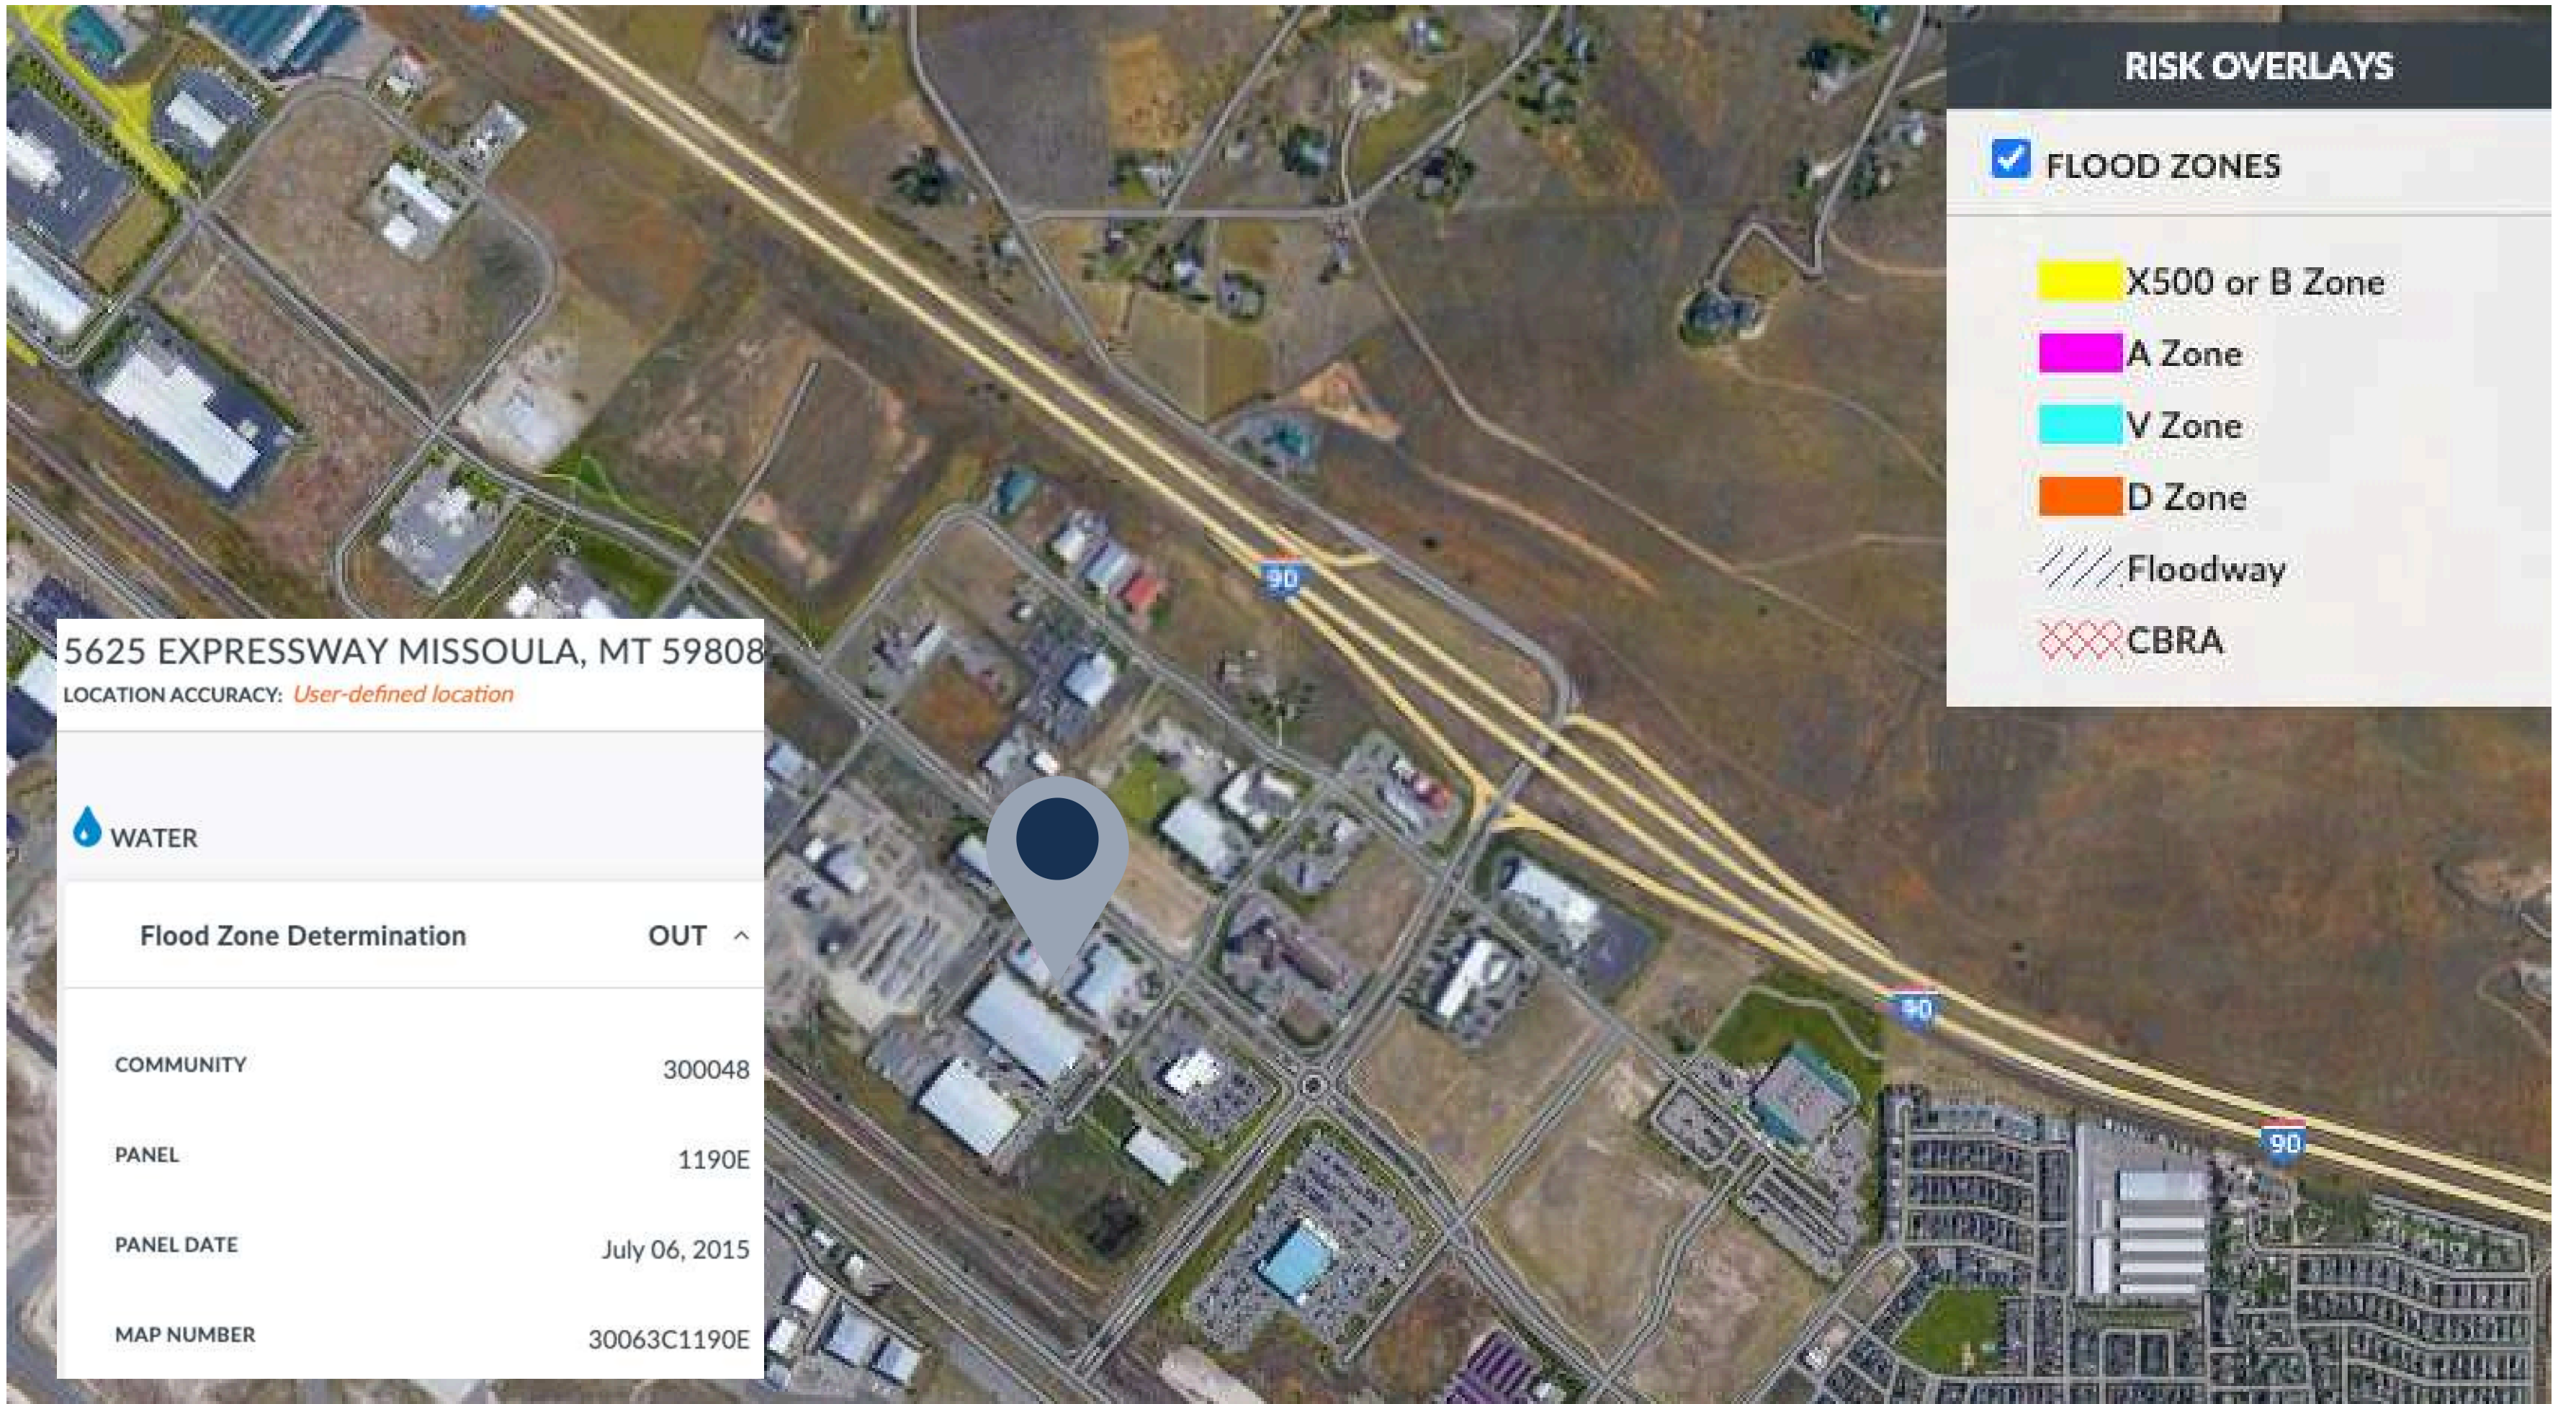 RISK OVERLAYS
FLOOD ZONES
X500 or B Zone
A Zone
V Zone
D Zone
Floodway
CBRA
90
5625 EXPRESSWAY MISSOULA, MT 59808
LOCATION ACCURACY: User-defined location
WATER
Flood Zone Determination OUT
COMMUNITY 300048
PANEL 1190E
PANEL DATE July 06, 2015
MAP NUMBER 30063C1190E
90
90